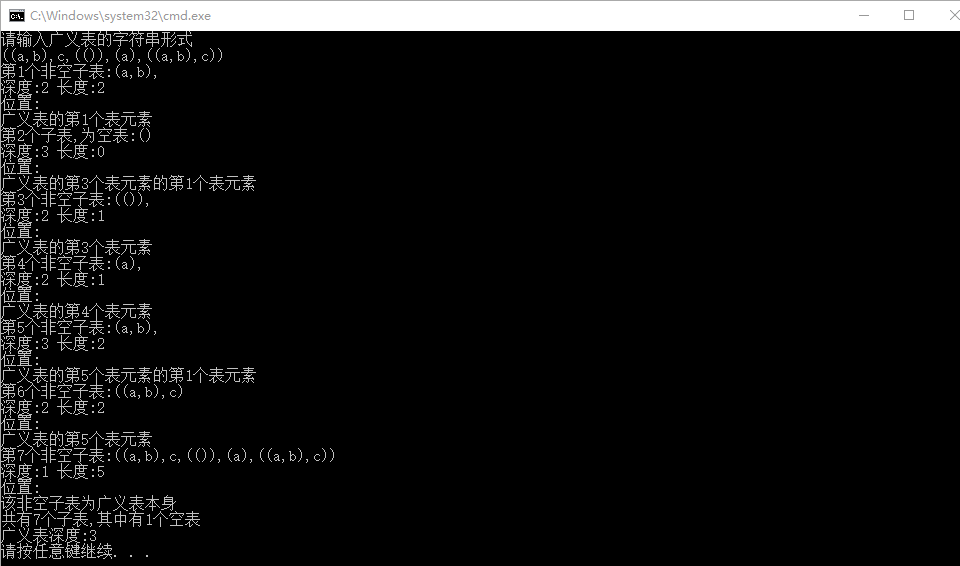 C:\Windows\system32\cmd.exe
请输入广义表的字符串形式
((a,b),c,(()),(a),((a,b),c))
第1个非空子表:(a,b),
深度:2 长度:2
位置:
广义表的第1个表元素
第2个子表,为空表:()
深度:3 长度:0
位置:
广义表的第3个表元素的第1个表元素
第3个非空子表:(()),
深度:2 长度:1
位置:
广义表的第3个表元素
第4个非空子表:(a),
深度:2 长度:1
位置:
广义表的第4个表元素
第5个非空子表:(a,b),
深度:3 长度:2
位置:
广义表的第5个表元素的第1个表元素
第6个非空子表:((a,b),c)
深度:2 长度:2
位置:
广义表的第5个表元素
第7个非空子表:((a,b),c,(()),(a),((a,b),c))
深度:1 长度:5
位置:
该非空子表为广义表本身
共有7个子表,其中有1个空表
广义表深度:3
请按任意键继续. . .